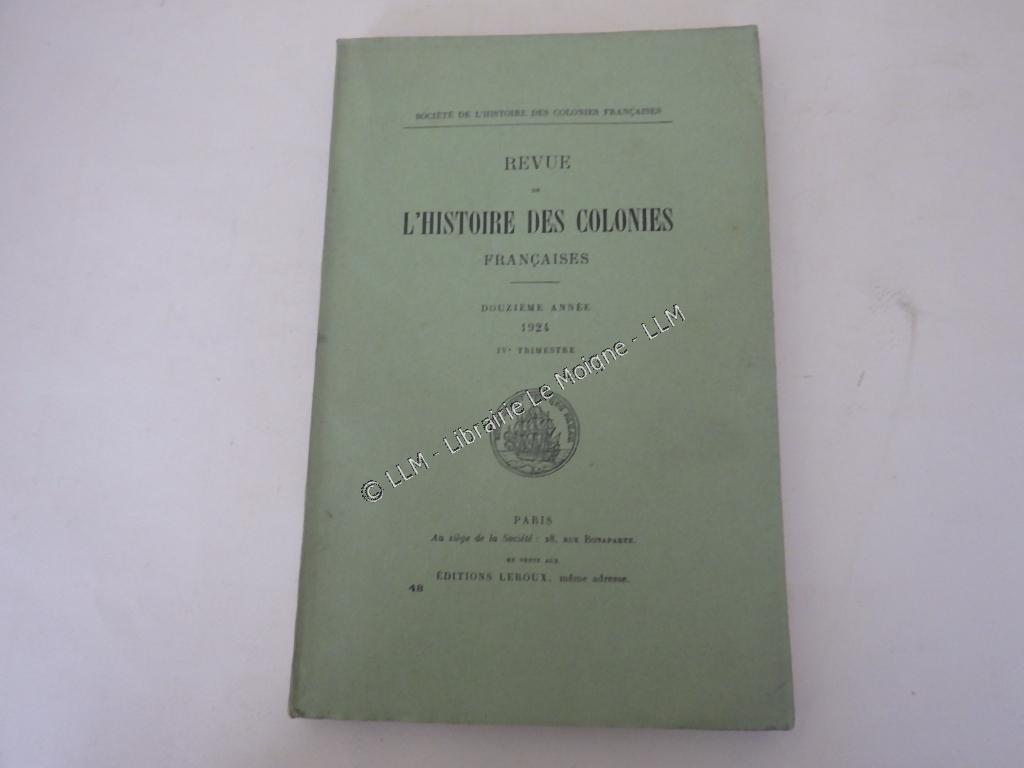 SOCIÉTÉ DE L'HISTOIRE DES COLONIES FRANÇAISES
REVUE
DE
L'HISTOIRE DES COLONIES
FRANÇAISES
DOUZIÈME ANNÉE
1924
IVe TRIMESTRE
© LLM - Librairie Le Moigne - LLM
PARIS
Au siège de la Société : 28, RUE BONAPARTE.
EN VENTE AUX
ÉDITIONS LEROUX, même adresse.
48